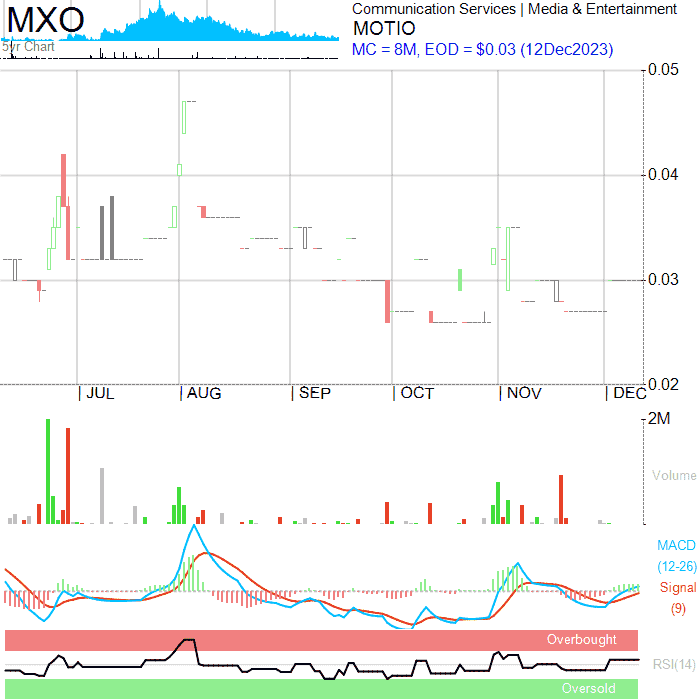 MXO
5yr Chart
Communication Services | Media & Entertainment
MOTIO
MC = 8M, EOD = $0.03 (12Dec2023)
0.05
0.04
0.03
0.02
| JUL | AUG | SEP | OCT | NOV | DEC
2M
Volume
MACD
(12-26)
Signal
(9)
Overbought
RSI(14)
Oversold